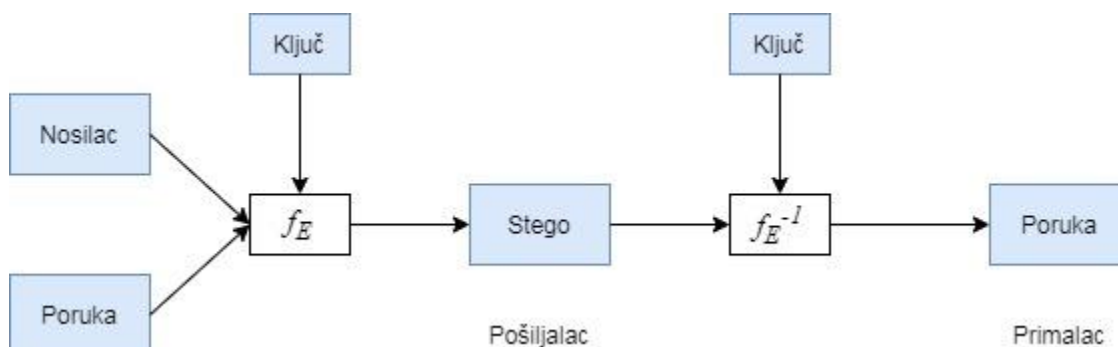 Ključ
Ključ
Nosilac
f_E
Stego
f_E^-1
Poruka
Poruka
Pošiljalac
Primalac